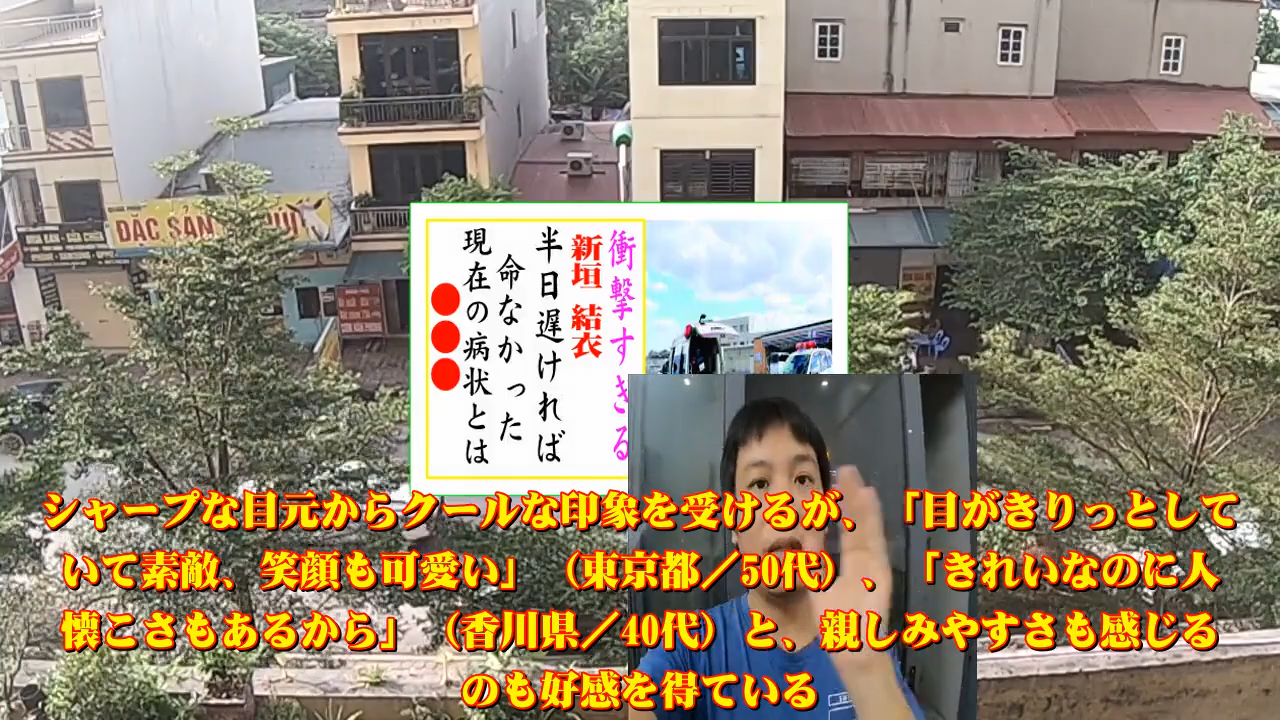 ĐẶC SẢN
衝撃すぎる
新垣 結衣
半日遅ければ
命なかった
現在の病状とは
シャープな目元からクールな印象を受けるが、「目がきりっとして
いて素敵、笑顔も可愛い」（東京都／50代）、「きれいなのに人
懐こさもあるから」（香川県／40代）と、親しみやすさも感じる
のも好感を得ている